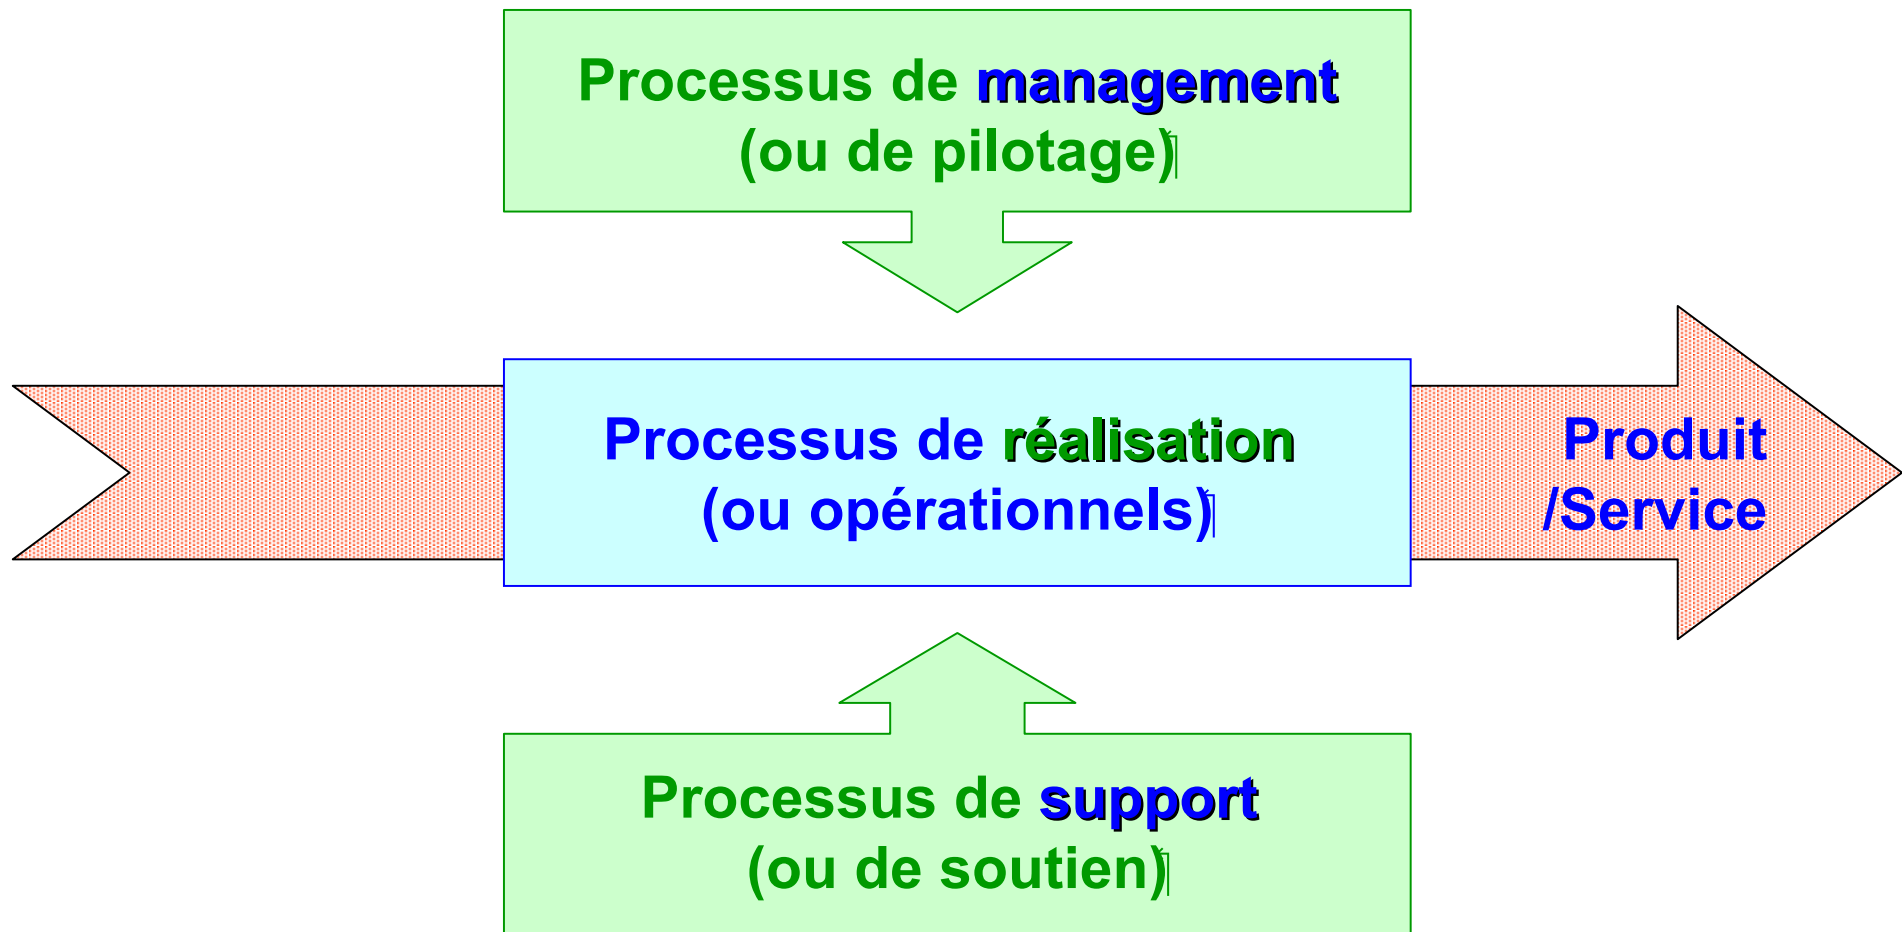 Processus de management
(ou de pilotage)
Processus de réalisation
(ou opérationnels)
Produit
/Service
Processus de support
(ou de soutien)